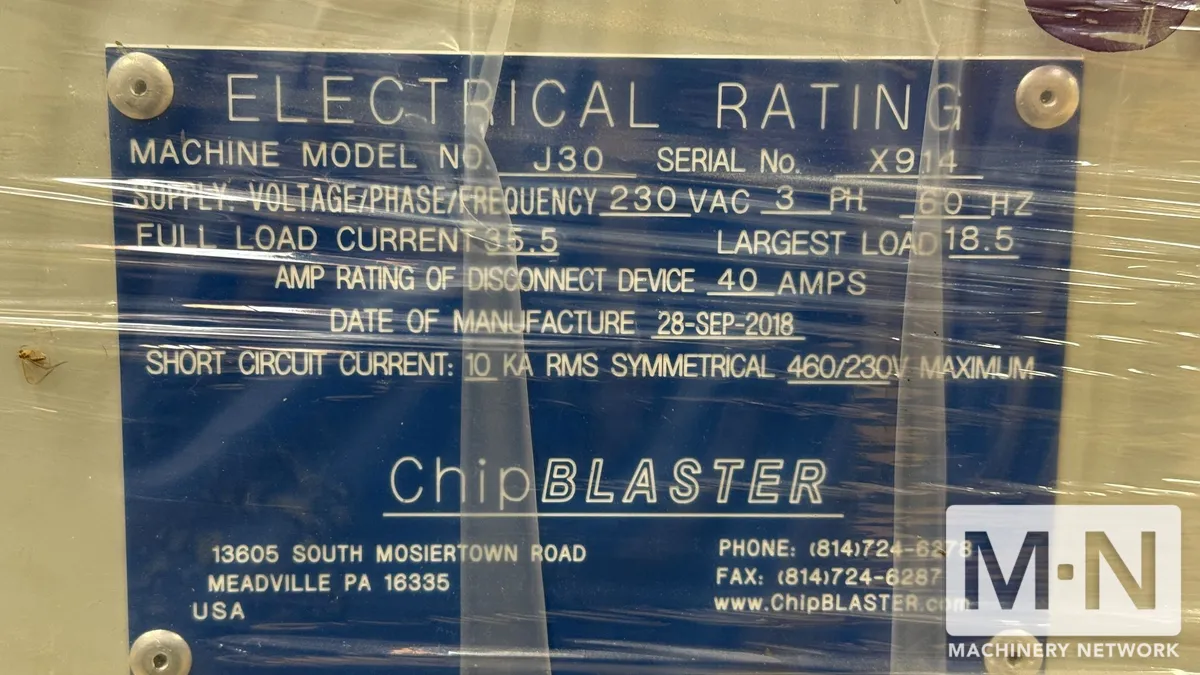 ELECTRICAL RATING
MACHINE MODEL NO. J30 SERIAL No. X914
SUPPLY: VOLTAGE/PHASE/FREQUENCY 230 VAC 3 PH. 60 HZ
FULL LOAD CURRENT 35.5 LARGEST LOAD 18.5
AMP RATING OF DISCONNECT DEVICE 40 AMPS
DATE OF MANUFACTURE 28-SEP-2018
SHORT CIRCUIT CURRENT: 10 KA RMS SYMMETRICAL 460/230V MAXIMUM
ChipBLASTER
13605 SOUTH MOSIERTOWN ROAD
MEADVILLE PA 16335
USA
PHONE: (814)724-6278
FAX: (814)724-6287
www.ChipBLASTER.com
M·N
MACHINERY NETWORK